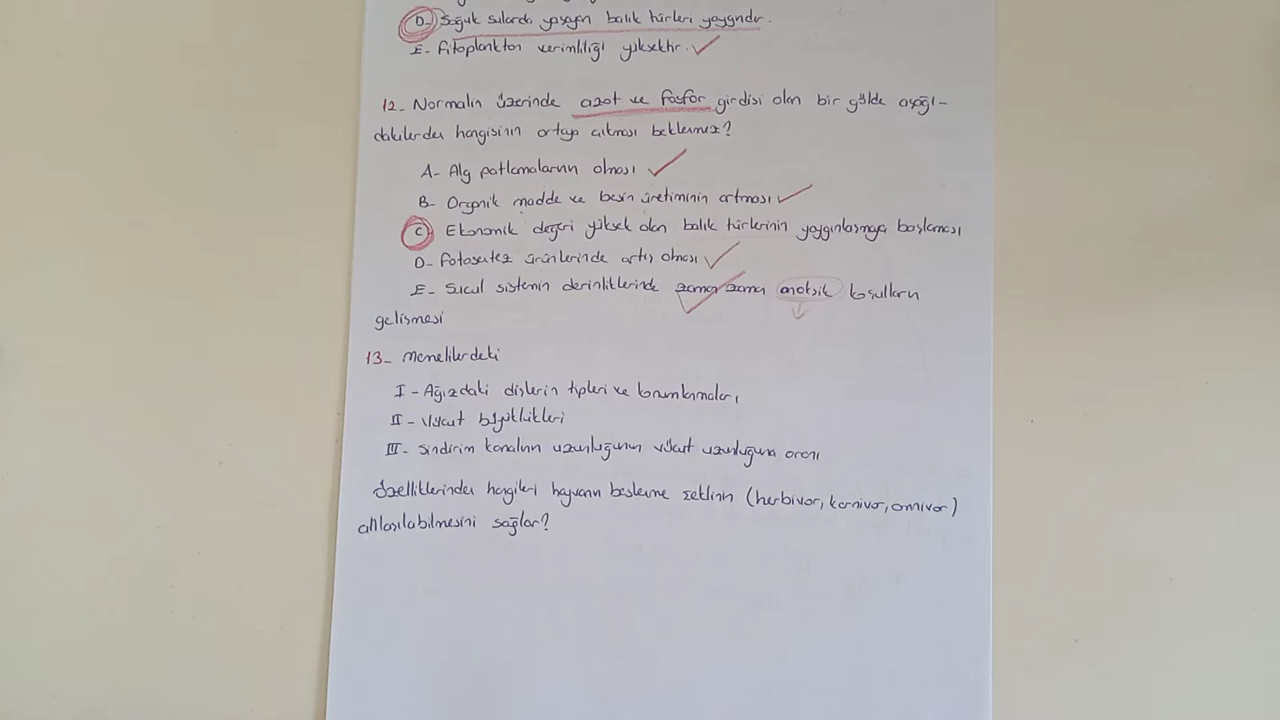 D- Soğuk sularda yaşayan balık türleri yaygındır.
E- Fitoplankton verimliliği yüksektir.
12- Normalin üzerinde azot ve fosfor girdisi olan bir gölde aşağı-
dakilerden hangisinin ortaya çıkması beklenmez?
A- Alg patlamalarının olması
B- Organik madde ve besin üretiminin artması
C- Ekonomik değeri yüksek olan balık türlerinin yaygınlaşmaya başlaması
D- Fotosentez ürünlerinde artış olması
E- Sucul sistemin derinliklerinde zaman zaman anoksik koşulların
gelişmesi
13- Memelilerdeki
I- Ağızdaki dişlerin tipleri ve konumlanmaları,
II- Vücut büyüklükleri
III- Sindirim kanalının uzunluğunun vücut uzunluğuna oranı
özelliklerinden hangileri hayvanın beslenme şeklinin (herbivor, karnivor, omnivor)
anlaşılabilmesini sağlar?